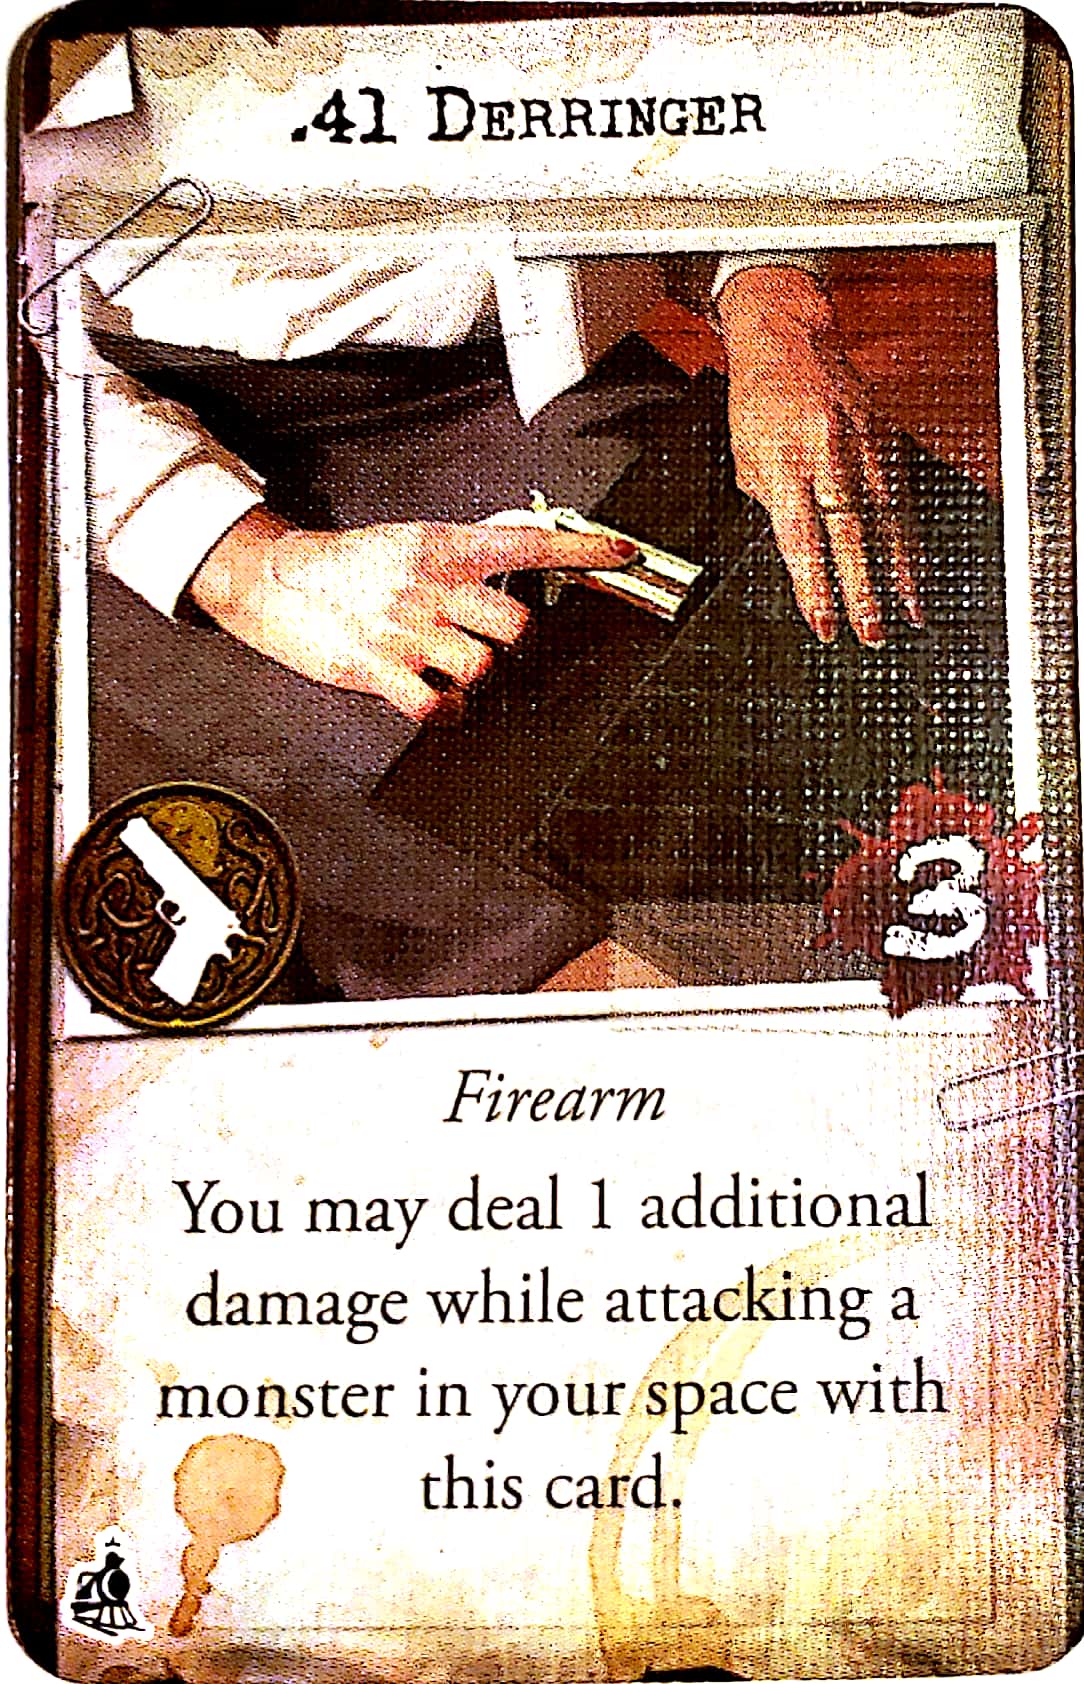 .41 Derringer
3
Firearm
You may deal 1 additional
damage while attacking a
monster in your space with
this card.